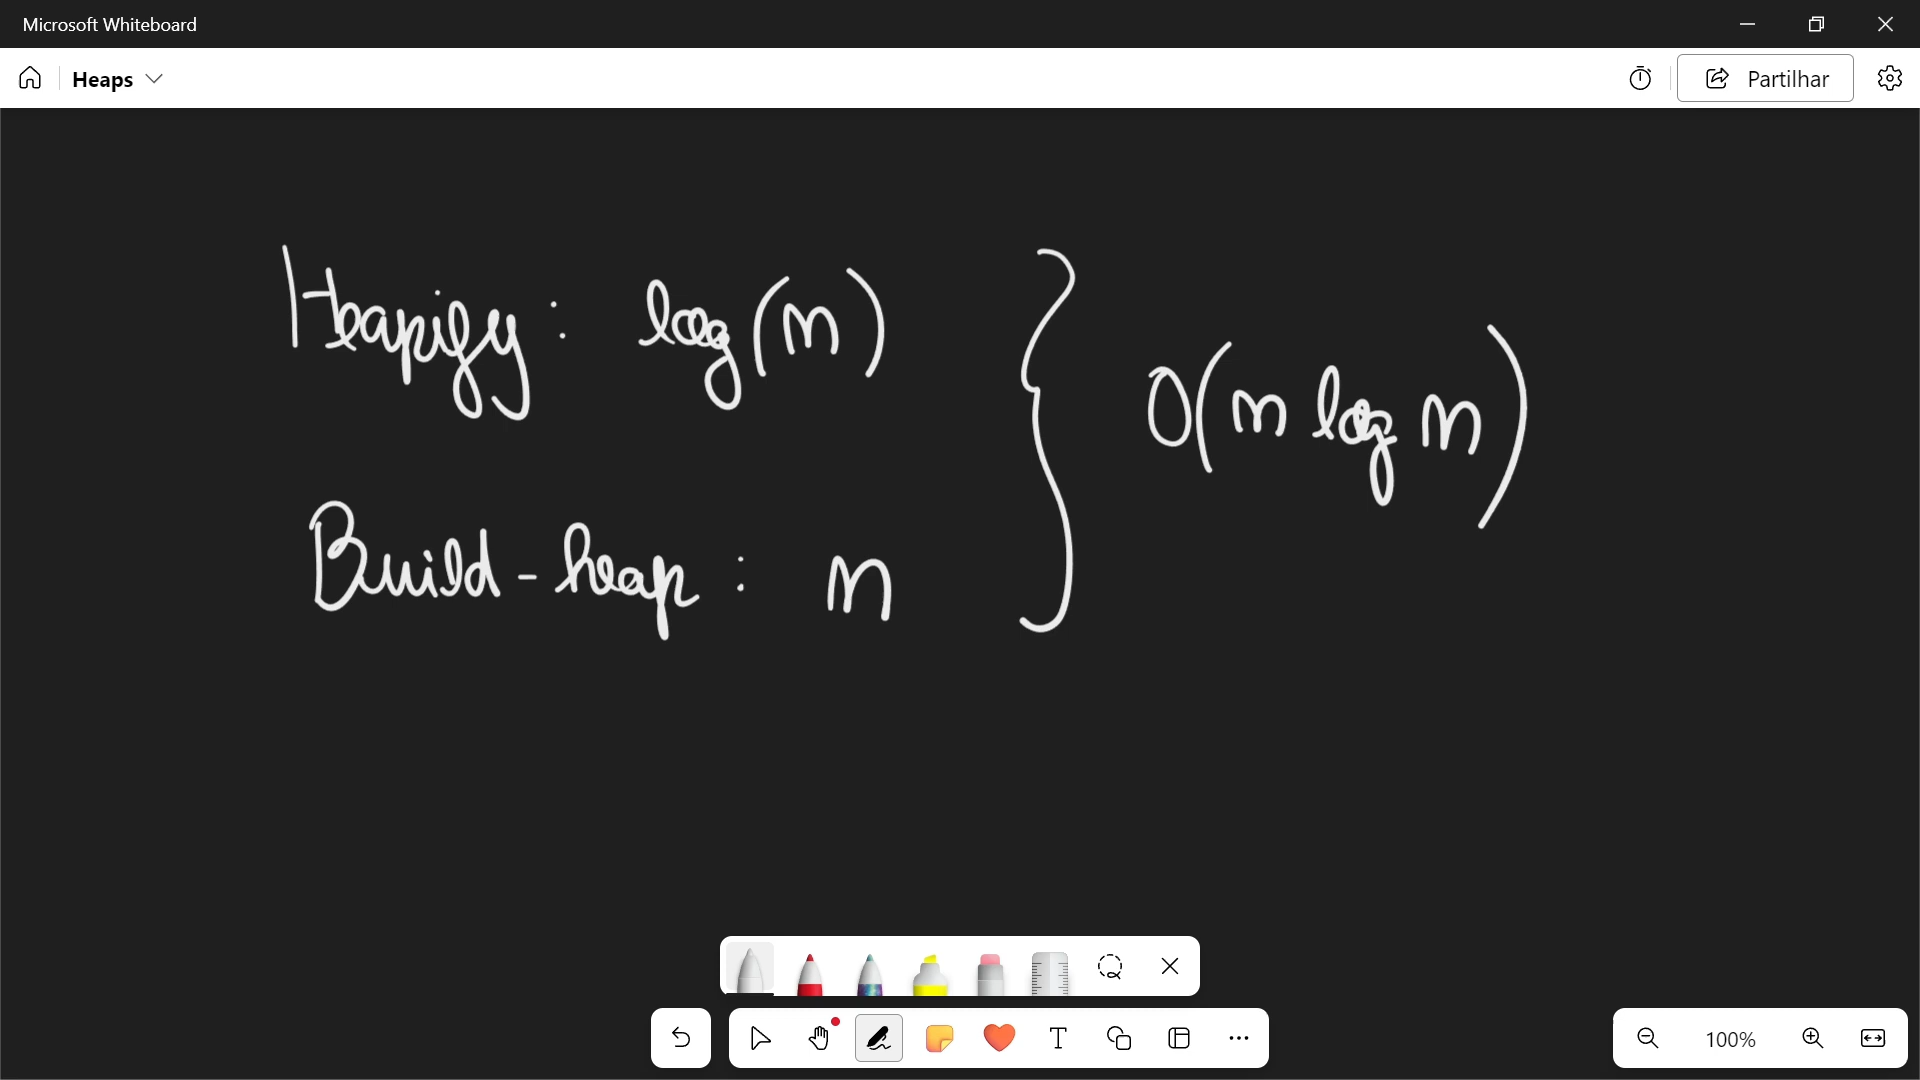 Microsoft Whiteboard
Heaps
Partilhar
Heapify: log(n)
O(n log n)
Build-heap: n
100%